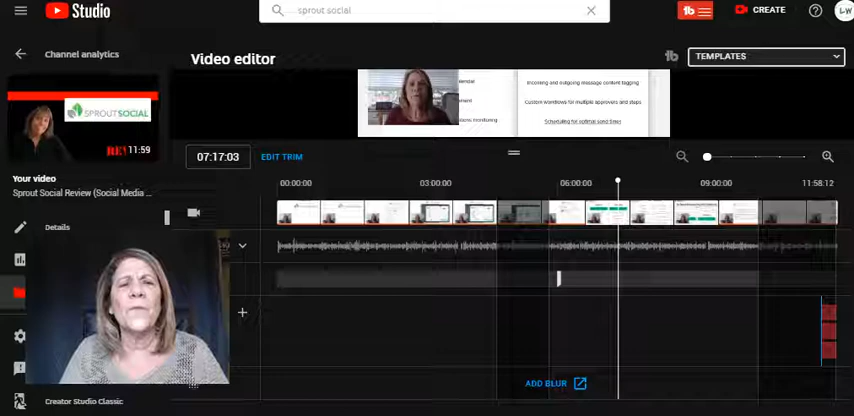 Studio
sprout social
CREATE
LW
Channel analytics
Video editor
tb
TEMPLATES
SPROUTSOCIAL
11:59
Incoming and outgoing message content tagging
Custom workflows for multiple approvers and steps
Scheduling for optimal send times
07:17:03
EDIT TRIM
Your video
Sprout Social Review (Social Media ...
00:00:00
03:00:00
06:00:00
09:00:00
11:58:12
Details
ADD BLUR
Creator Studio Classic